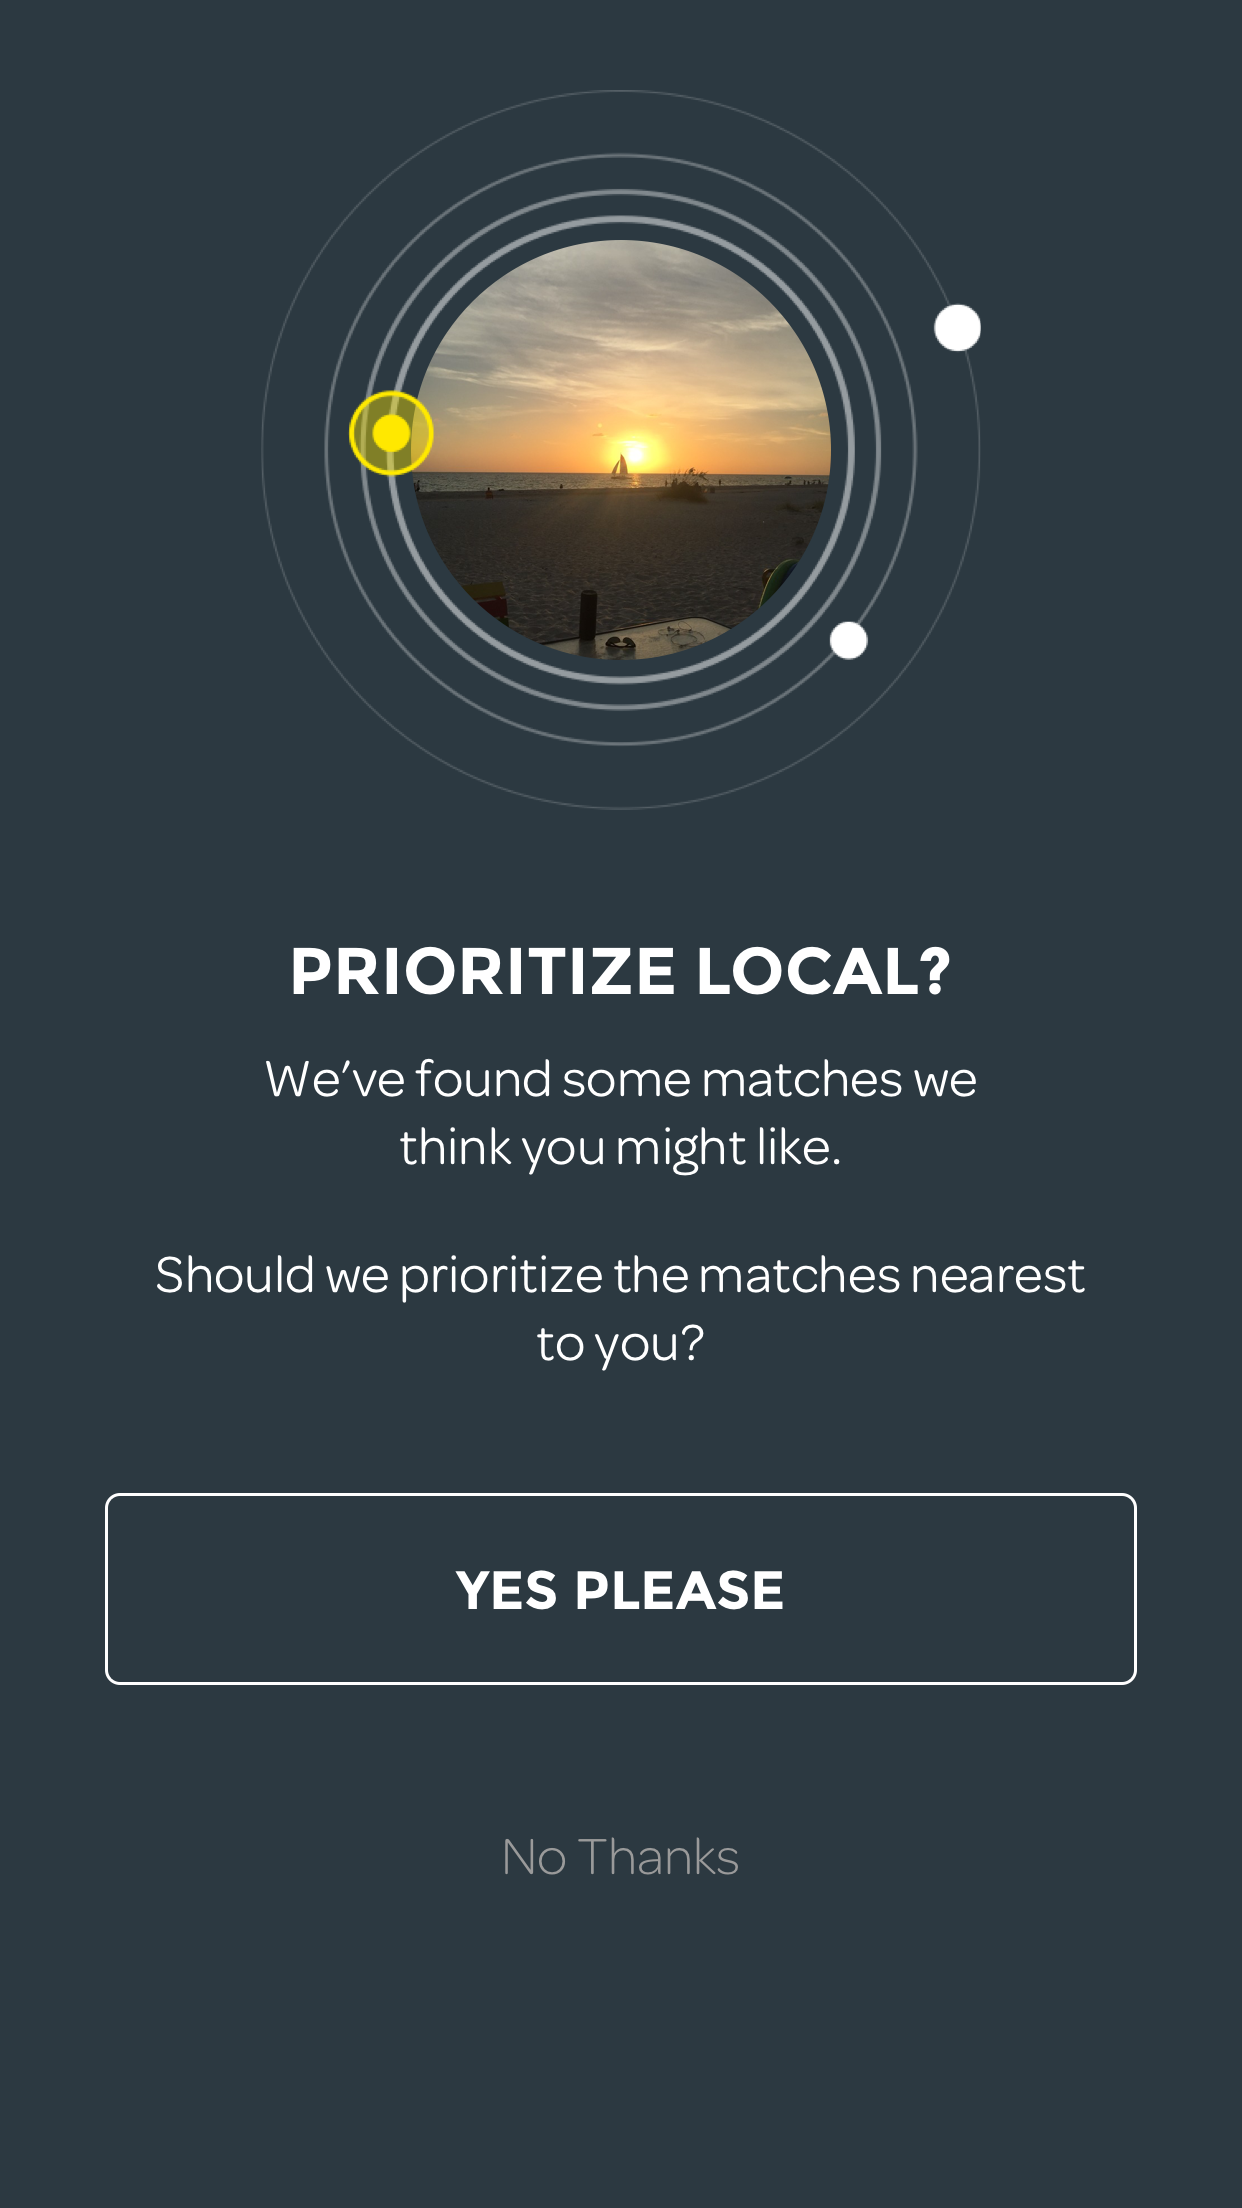 PRIORITIZE LOCAL?
We've found some matches we
think you might like.
Should we prioritize the matches nearest
to you?
YES PLEASE
No Thanks